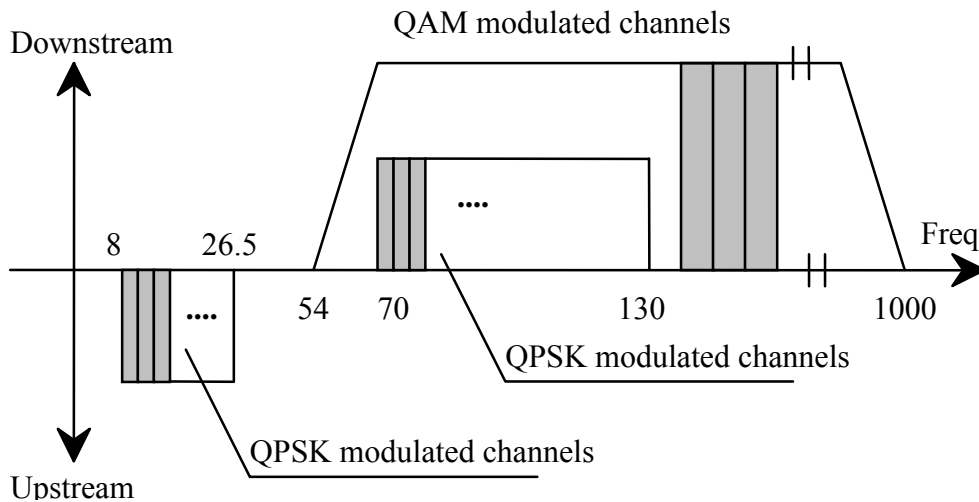 QAM modulated channels
Downstream
....
8
26.5
Freq
54
70
130
1000
....
QPSK modulated channels
QPSK modulated channels
Upstream